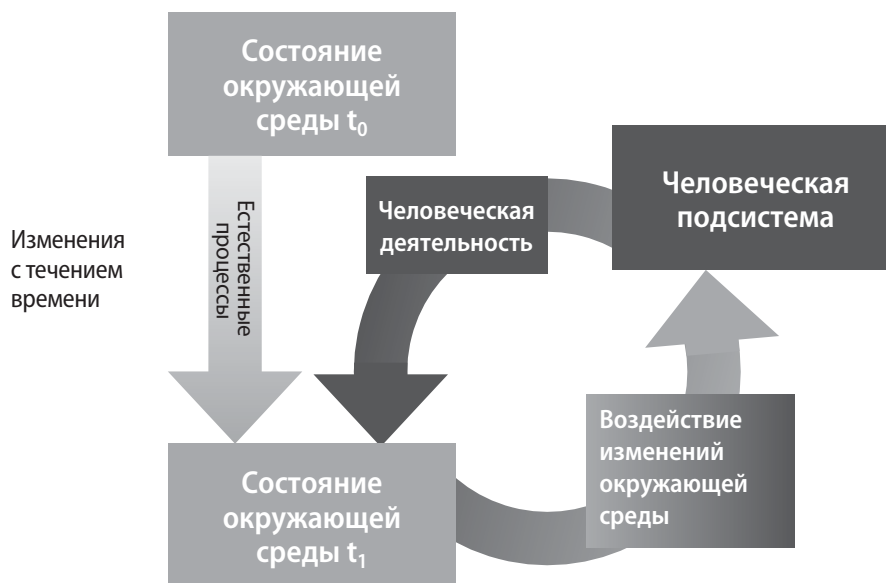 Состояние
окружающей
среды t₀
Человеческая
подсистема
Человеческая
деятельность
Естественные
процессы
Изменения
с течением
времени
Воздействие
изменений
окружающей
среды
Состояние
окружающей
среды t₁